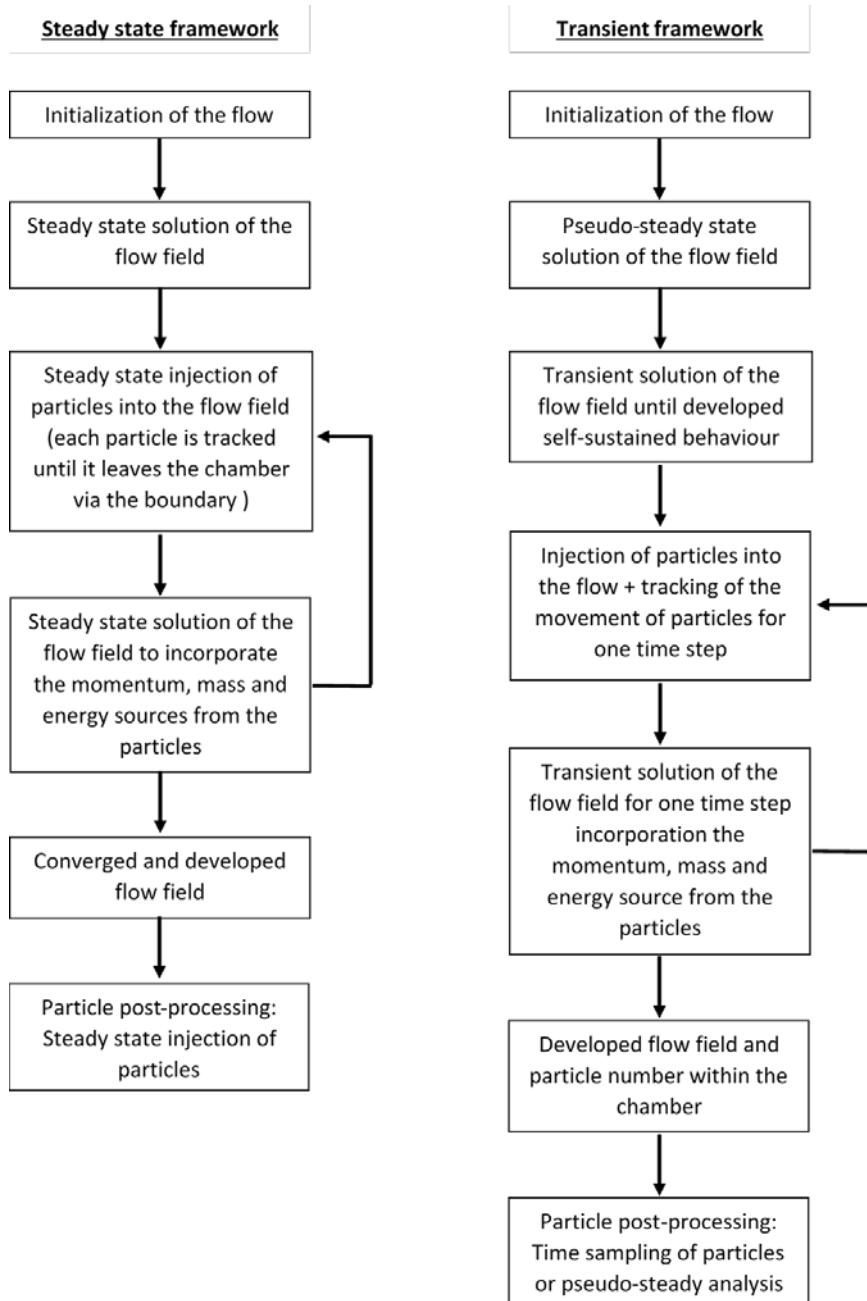 Steady state framework
Initialization of the flow
Steady state solution of the
flow field
Steady state injection of
particles into the flow field
(each particle is tracked
until it leaves the chamber
via the boundary )
Steady state solution of the
flow field to incorporate
the momentum, mass and
energy sources from the
particles
Converged and developed
flow field
Particle post-processing:
Steady state injection of
particles
Transient framework
Initialization of the flow
Pseudo-steady state
solution of the flow field
Transient solution of the
flow field until developed
self-sustained behaviour
Injection of particles into
the flow + tracking of the
movement of particles for
one time step
Transient solution of the
flow field for one time step
incorporation the
momentum, mass and
energy source from the
particles
Developed flow field and
particle number within the
chamber
Particle post-processing:
Time sampling of particles
or pseudo-steady analysis